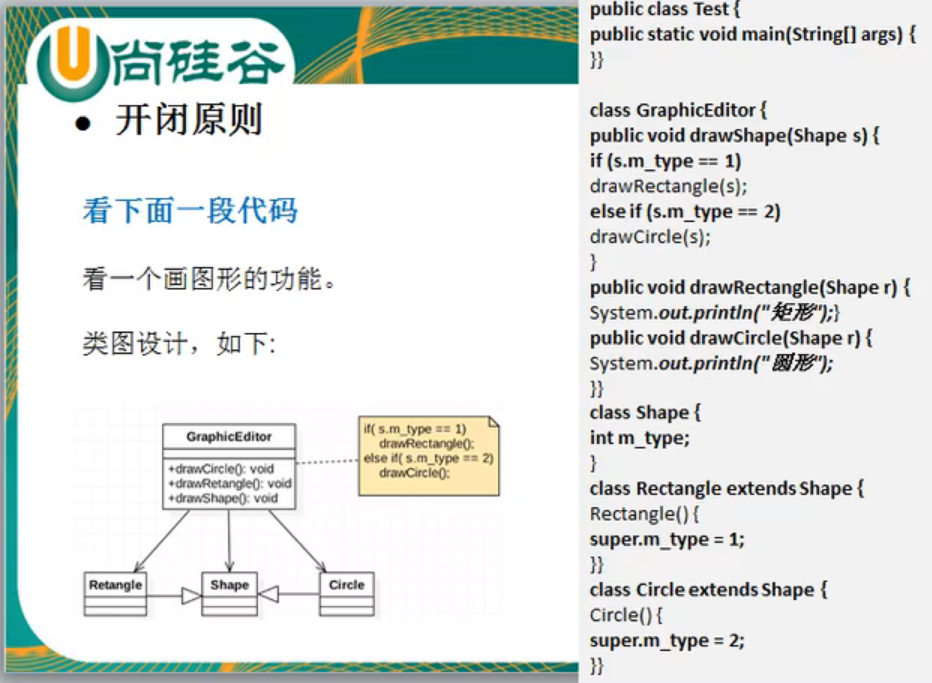 尚硅谷
• 开闭原则
看下面一段代码
看一个画图形的功能。
类图设计，如下:
GraphicEditor
+drawCircle(): void
+drawRetangle(): void
+drawShape(): void
if( s.m_type == 1)
drawRectangle();
else if( s.m_type == 2)
drawCircle();
Retangle
Shape
Circle
public class Test {
public static void main(String[] args) {
}}
class GraphicEditor {
public void drawShape(Shape s) {
if (s.m_type == 1)
drawRectangle(s);
else if (s.m_type == 2)
drawCircle(s);
}
public void drawRectangle(Shape r) {
System.out.println("矩形");}
public void drawCircle(Shape r) {
System.out.println("圆形");
}}
class Shape {
int m_type;
}
class Rectangle extends Shape {
Rectangle() {
super.m_type = 1;
}}
class Circle extends Shape {
Circle() {
super.m_type = 2;
}}